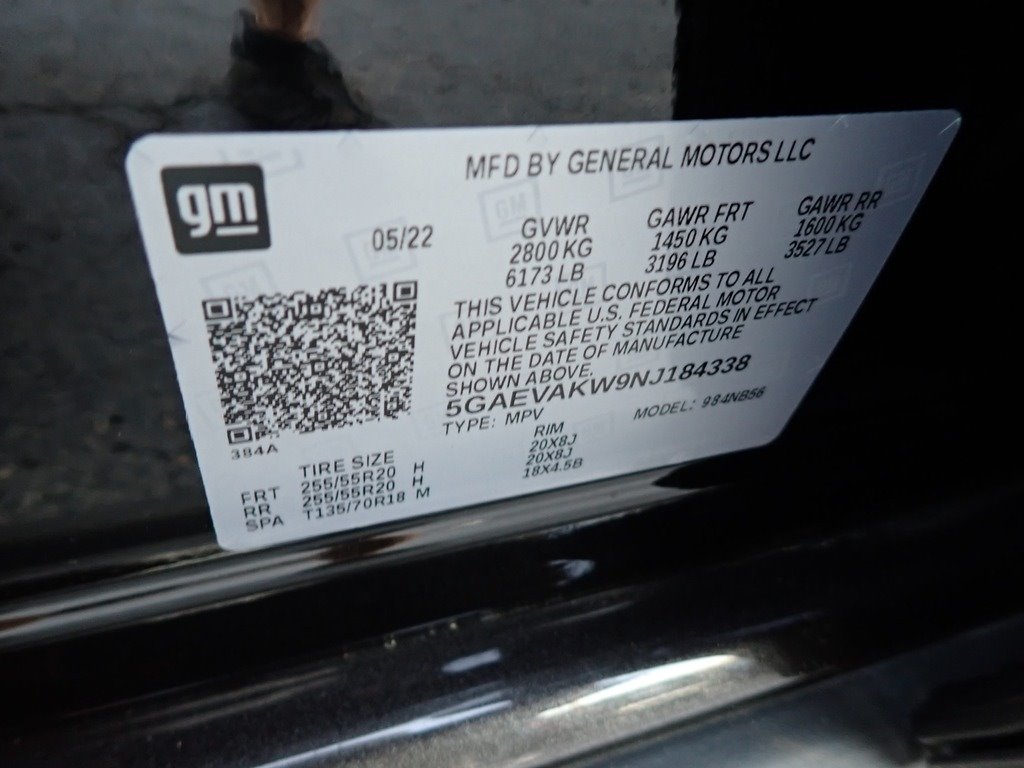 gm
MFD BY GENERAL MOTORS LLC
05/22
GVWR GAWR FRT GAWR RR
2800 KG 1450 KG 1600 KG
6173 LB 3196 LB 3527 LB
THIS VEHICLE CONFORMS TO ALL
APPLICABLE U.S. FEDERAL MOTOR
VEHICLE SAFETY STANDARDS IN EFFECT
ON THE DATE OF MANUFACTURE
SHOWN ABOVE.
5GAEVAKW9NJ184338
TYPE: MPV MODEL: 984NB56
384A
TIRE SIZE RIM
FRT 255/55R20 H 20X8J
RR 255/55R20 H 20X8J
SPA T135/70R18 M 18X4.5B